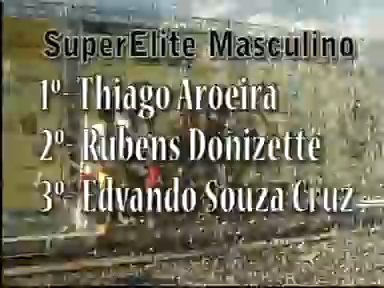 SuperElite Masculino
1º- Thiago Aroeira
2º- Rubens Donizette
3º- Edvando Souza Cruz